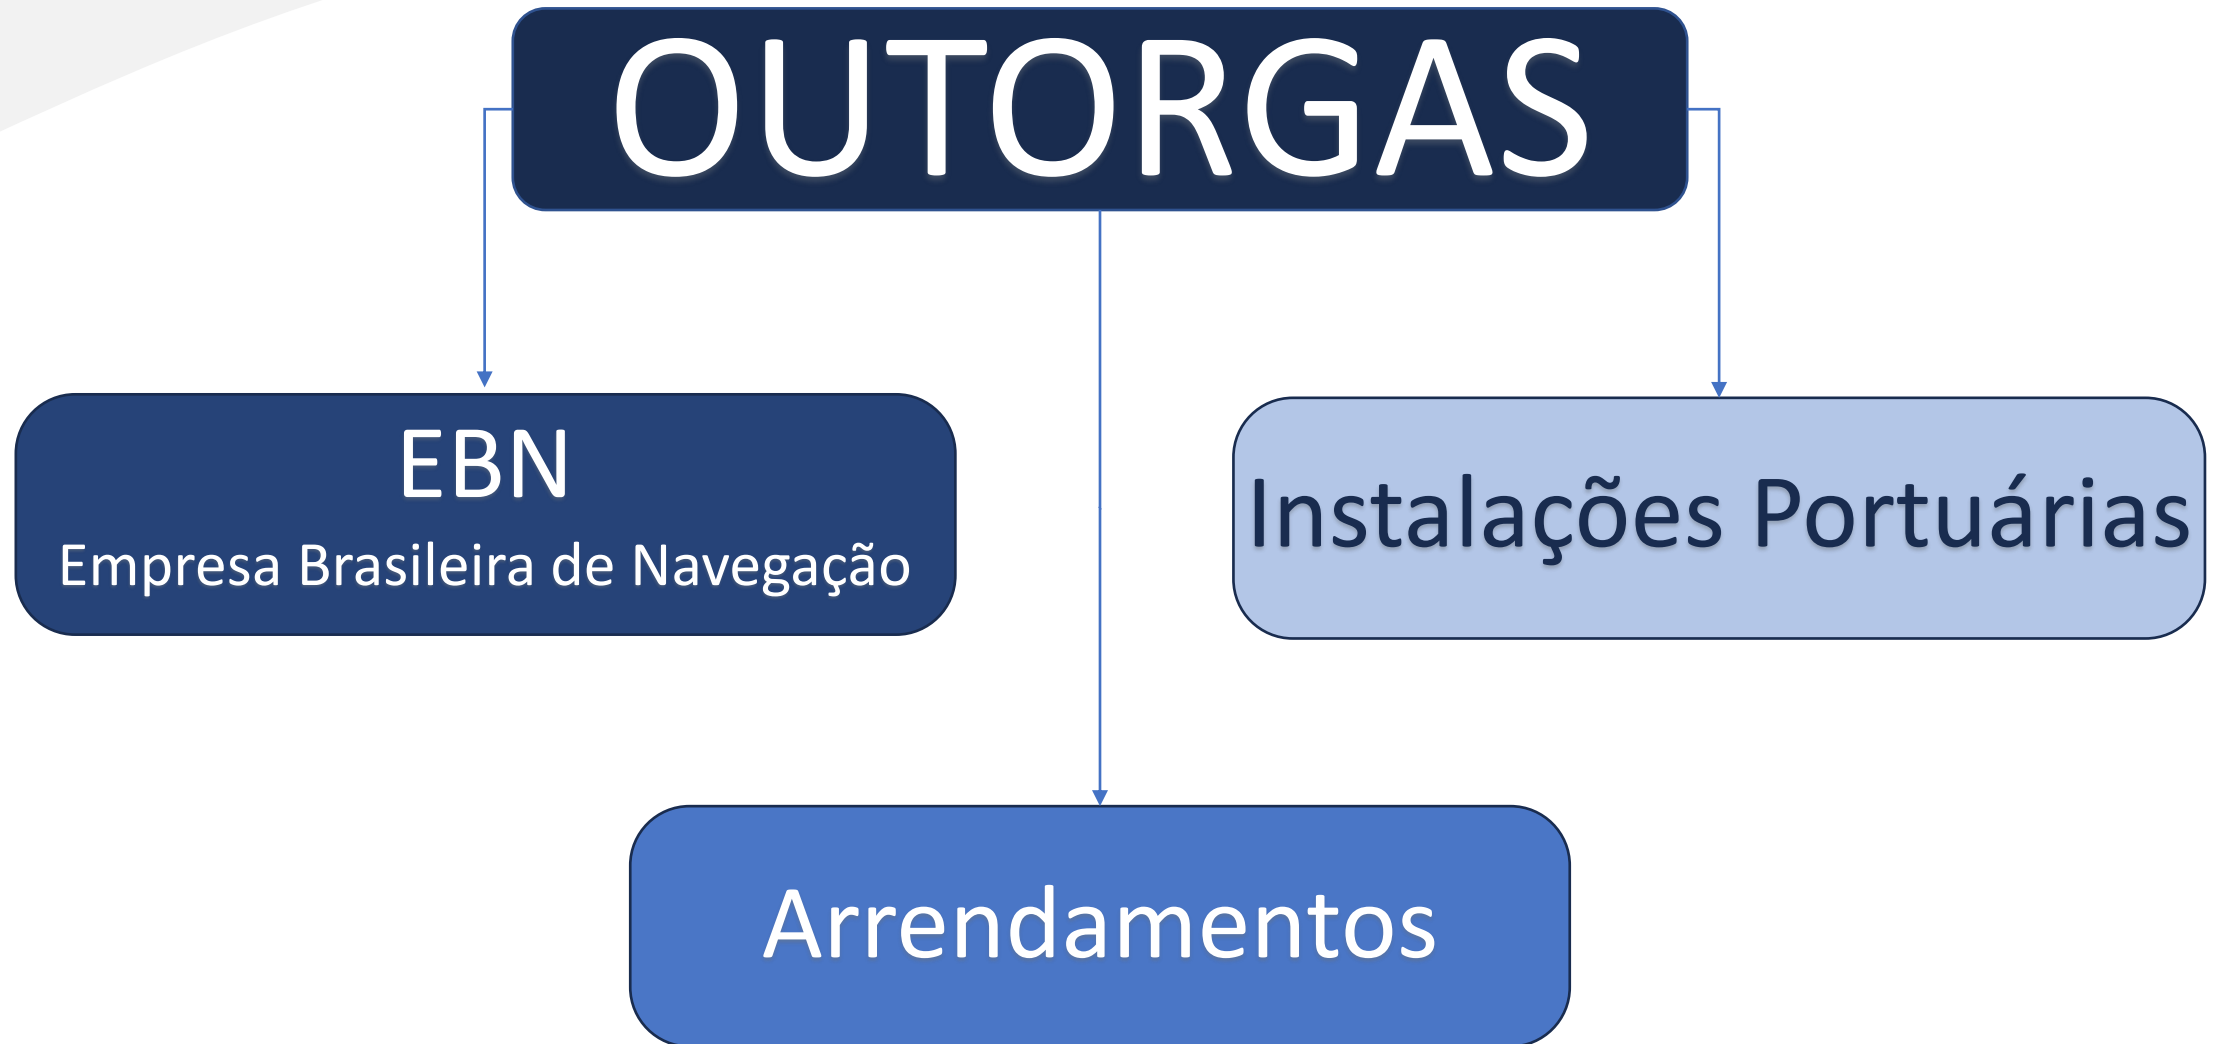 OUTORGAS
EBN
Empresa Brasileira de Navegação
Instalações Portuárias
Arrendamentos